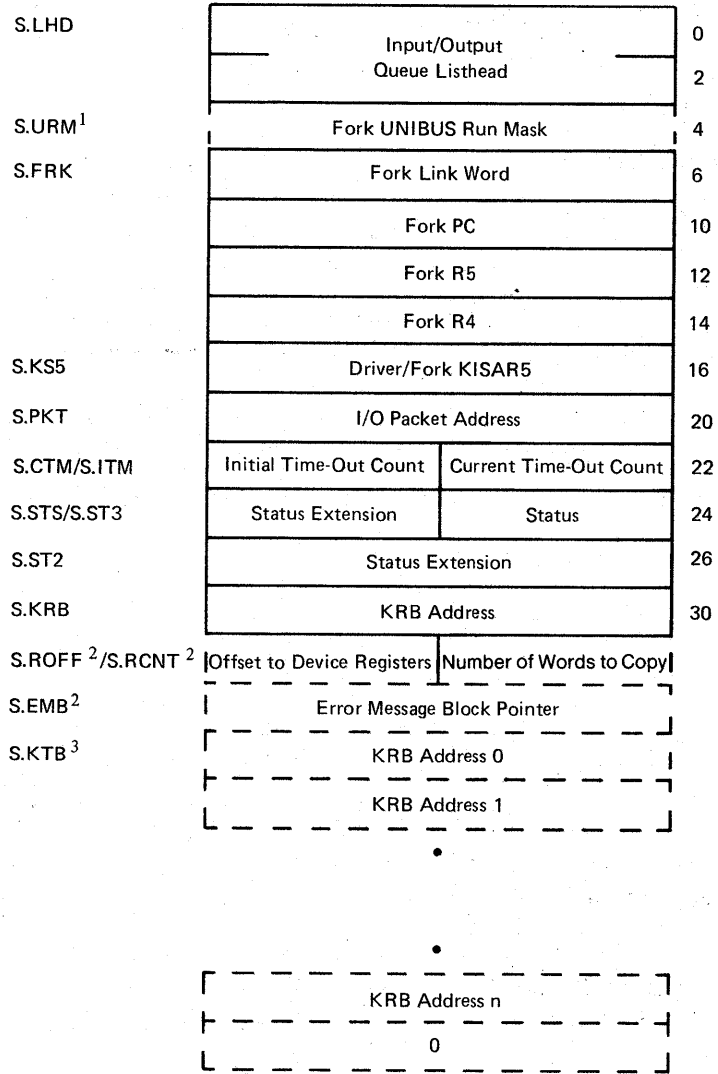 S.LHD Input/Output 0
Queue Listhead 2
S.URM¹ Fork UNIBUS Run Mask 4
S.FRK Fork Link Word 6
Fork PC 10
Fork R5 12
Fork R4 14
S.KS5 Driver/Fork KISAR5 16
S.PKT I/O Packet Address 20
S.CTM/S.ITM Initial Time-Out Count Current Time-Out Count 22
S.STS/S.ST3 Status Extension Status 24
S.ST2 Status Extension 26
S.KRB KRB Address 30
S.ROFF ²/S.RCNT ² Offset to Device Registers Number of Words to Copy
S.EMB² Error Message Block Pointer
S.KTB ³ KRB Address 0
KRB Address 1
•
•
KRB Address n
0